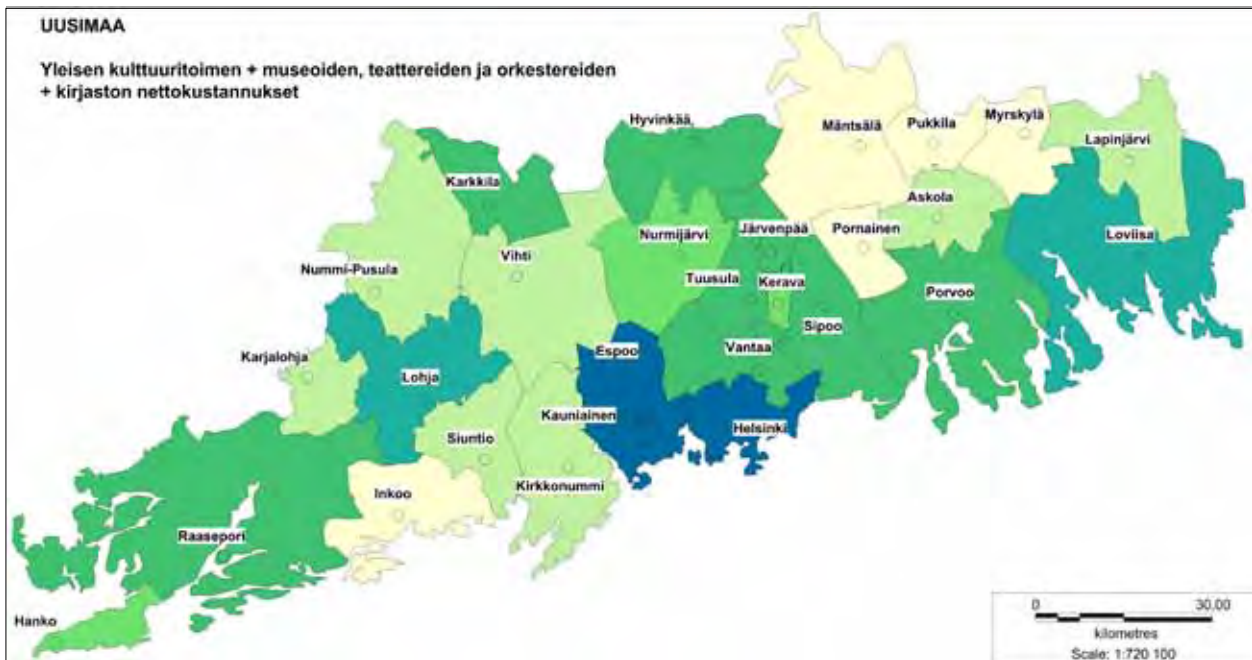 UUSIMAA
Yleisen kulttuuritoimen + museoiden, teattereiden ja orkestereiden
+ kirjaston nettokustannukset
Hyvinkää
Mäntsälä
Pukkila
Myrskylä
Lapinjärvi
Karkkila
Askola
Nurmijärvi
Järvenpää
Pornainen
Loviisa
Vihti
Nummi-Pusula
Tuusula
Kerava
Porvoo
Sipoo
Espoo
Vantaa
Karjalohja
Lohja
Kauniainen
Helsinki
Siuntio
Kirkkonummi
Inkoo
Raasepori
Hanko
0 30.00
kilometres
Scale: 1:720 100